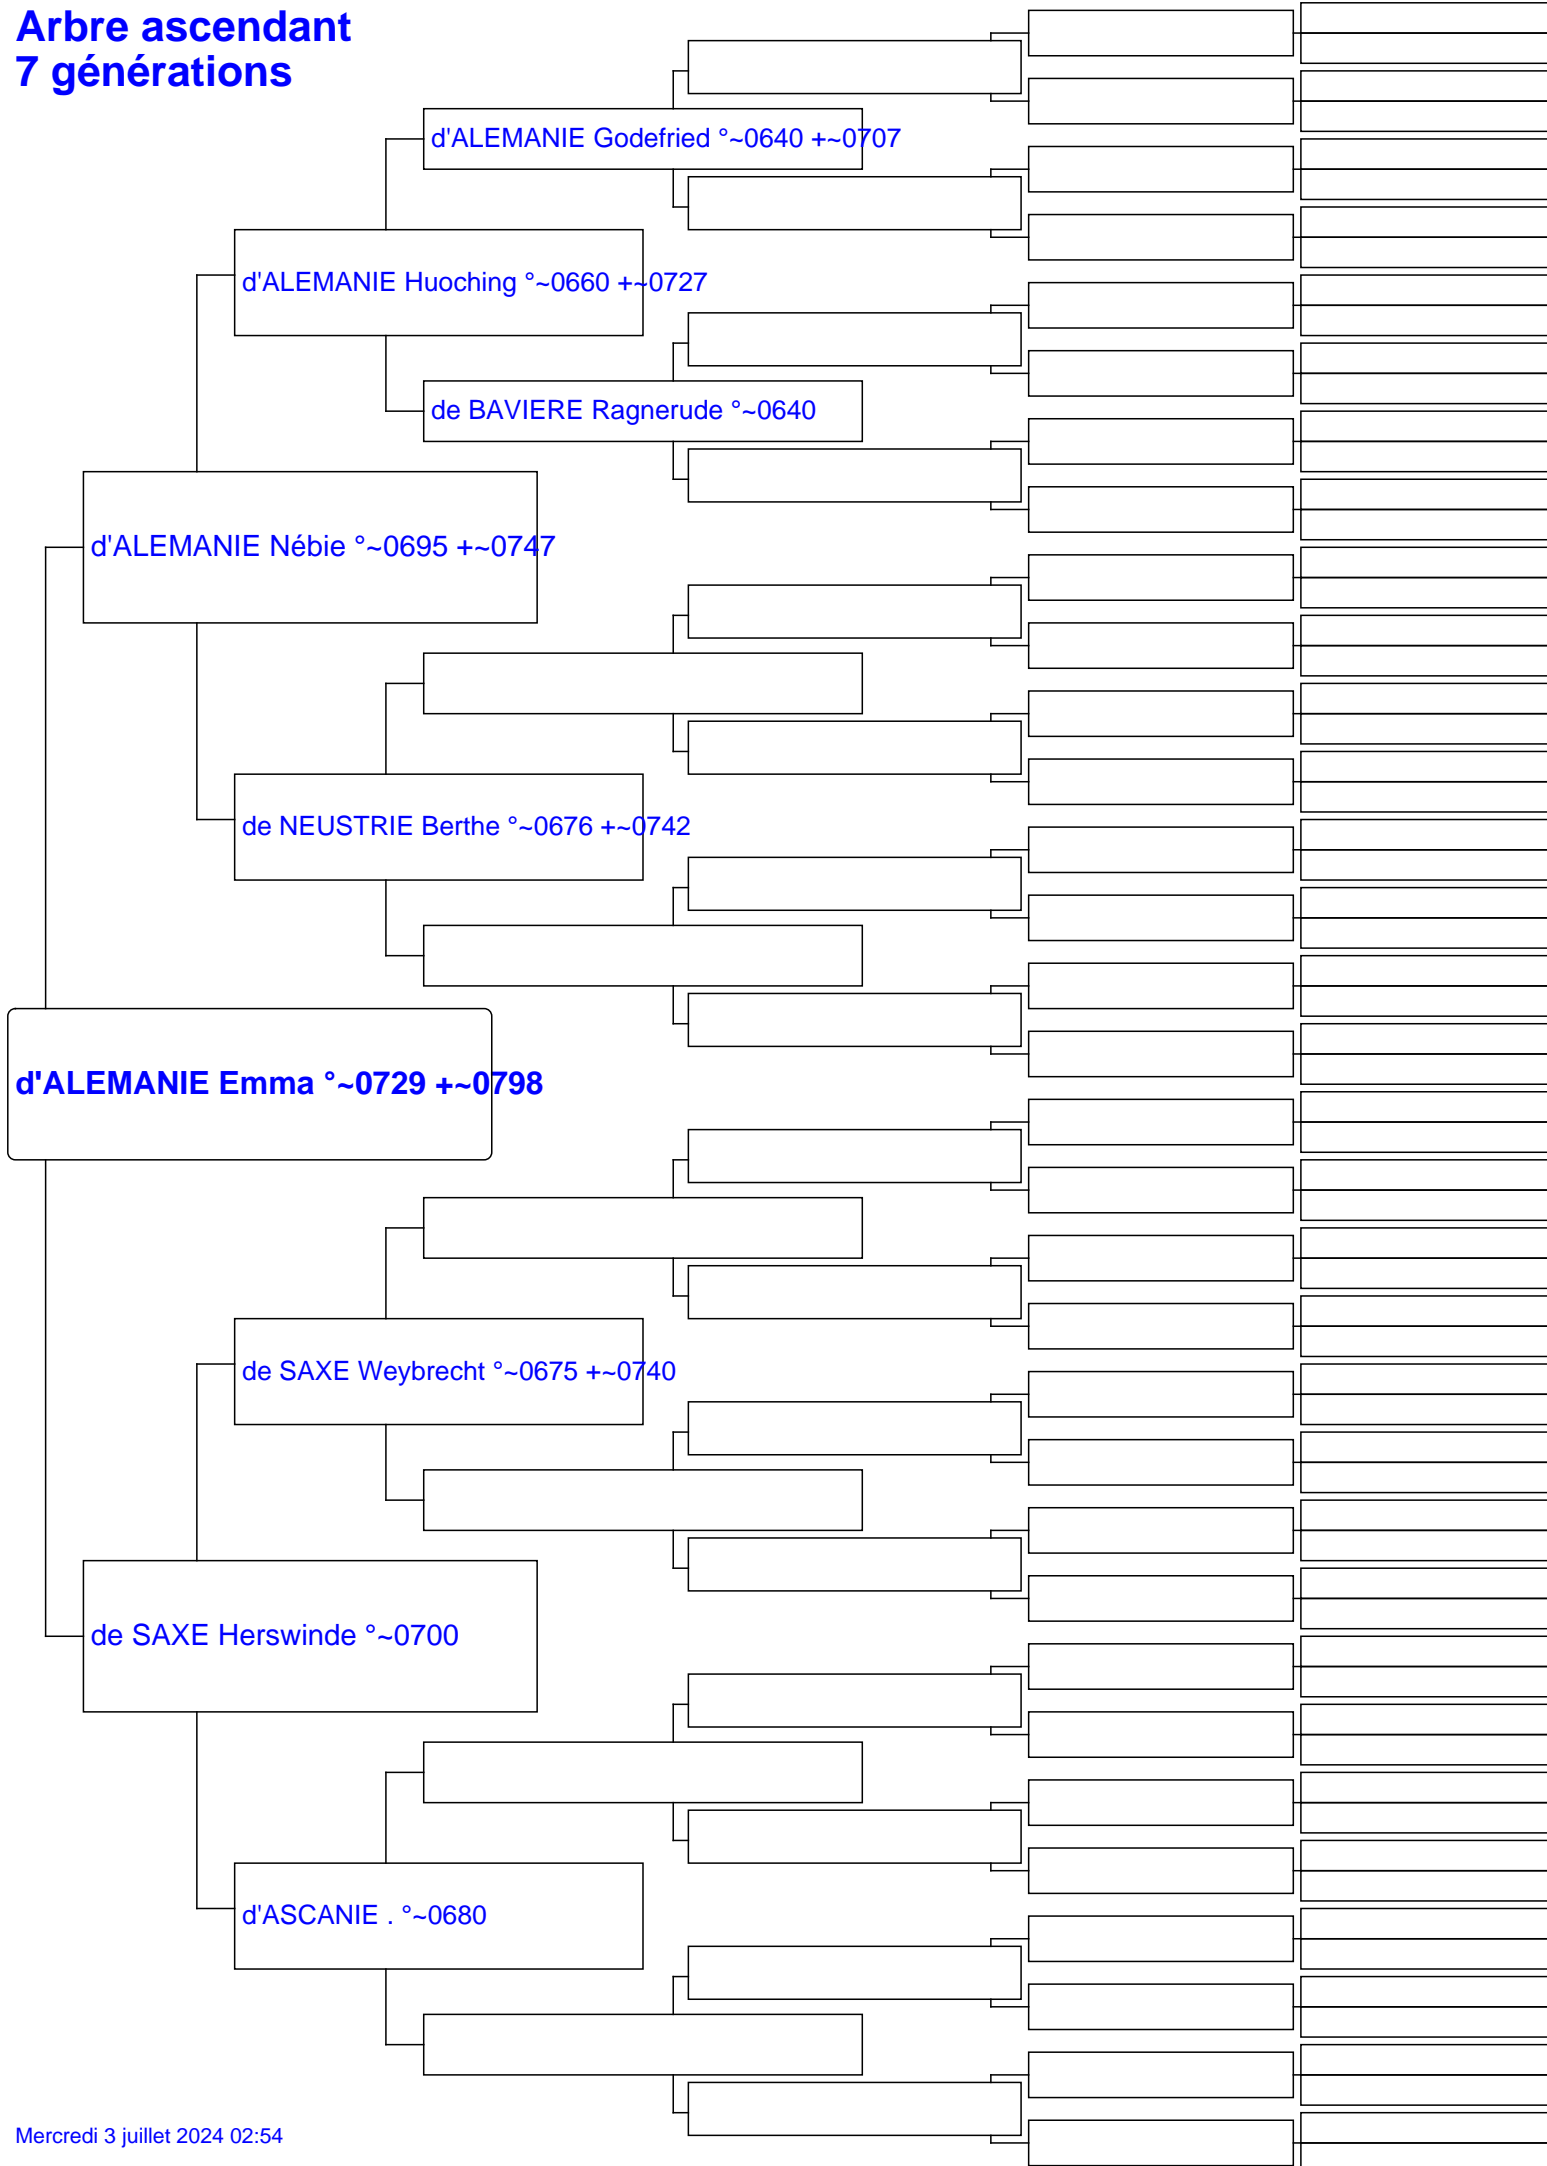 Arbre ascendant
7 générations
d'ALEMANIE Godefried °~0640 +~0707
d'ALEMANIE Huoching °~0660 +~0727
de BAVIERE Ragnerude °~0640
d'ALEMANIE Nébie °~0695 +~0747
de NEUSTRIE Berthe °~0676 +~0742
d'ALEMANIE Emma °~0729 +~0798
de SAXE Weybrecht °~0675 +~0740
de SAXE Herswinde °~0700
d'ASCANIE . °~0680
Mercredi 3 juillet 2024 02:54